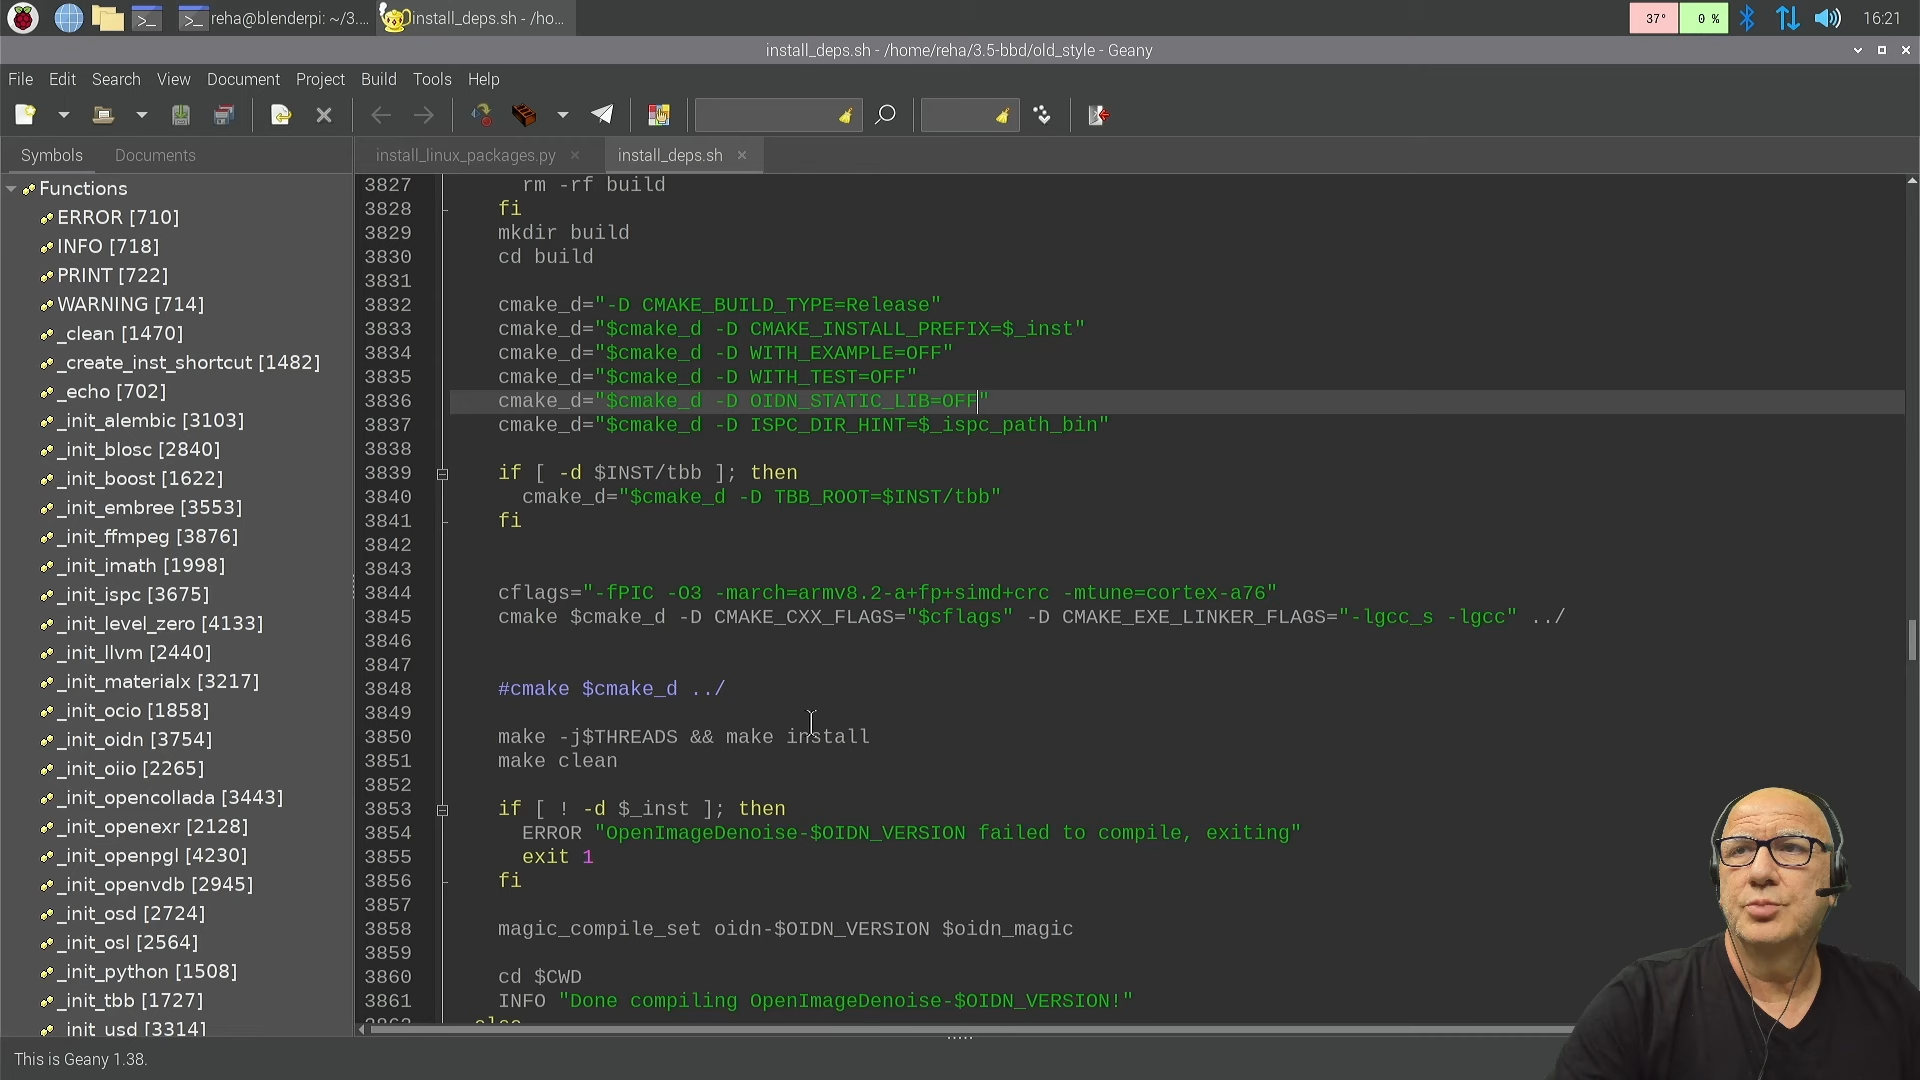 reha@blenderpi: ~/3....
install_deps.sh - /ho...
37°
0 %
16:21
install_deps.sh - /home/reha/3.5-bbd/old_style - Geany
File Edit Search View Document Project Build Tools Help
Symbols Documents
install_linux_packages.py
install_deps.sh
Functions
ERROR [710]
INFO [718]
PRINT [722]
WARNING [714]
_clean [1470]
_create_inst_shortcut [1482]
_echo [702]
_init_alembic [3103]
_init_blosc [2840]
_init_boost [1622]
_init_embree [3553]
_init_ffmpeg [3876]
_init_imath [1998]
_init_ispc [3675]
_init_level_zero [4133]
_init_llvm [2440]
_init_materialx [3217]
_init_ocio [1858]
_init_oidn [3754]
_init_oiio [2265]
_init_opencollada [3443]
_init_openexr [2128]
_init_openpgl [4230]
_init_openvdb [2945]
_init_osd [2724]
_init_osl [2564]
_init_python [1508]
_init_tbb [1727]
_init_usd [3314]
3827 rm -rf build
3828 fi
3829 mkdir build
3830 cd build
3831
3832 cmake_d="-D CMAKE_BUILD_TYPE=Release"
3833 cmake_d="$cmake_d -D CMAKE_INSTALL_PREFIX=$_inst"
3834 cmake_d="$cmake_d -D WITH_EXAMPLE=OFF"
3835 cmake_d="$cmake_d -D WITH_TEST=OFF"
3836 cmake_d="$cmake_d -D OIDN_STATIC_LIB=OFF"
3837 cmake_d="$cmake_d -D ISPC_DIR_HINT=$_ispc_path_bin"
3838
3839 if [ -d $INST/tbb ]; then
3840 cmake_d="$cmake_d -D TBB_ROOT=$INST/tbb"
3841 fi
3842
3843
3844 cflags="-fPIC -O3 -march=armv8.2-a+fp+simd+crc -mtune=cortex-a76"
3845 cmake $cmake_d -D CMAKE_CXX_FLAGS="$cflags" -D CMAKE_EXE_LINKER_FLAGS="-lgcc_s -lgcc" ../
3846
3847
3848 #cmake $cmake_d ../
3849
3850 make -j$THREADS && make install
3851 make clean
3852
3853 if [ ! -d $_inst ]; then
3854 ERROR "OpenImageDenoise-$OIDN_VERSION failed to compile, exiting"
3855 exit 1
3856 fi
3857
3858 magic_compile_set oidn-$OIDN_VERSION $oidn_magic
3859
3860 cd $CWD
3861 INFO "Done compiling OpenImageDenoise-$OIDN_VERSION!"
3862 else
This is Geany 1.38.